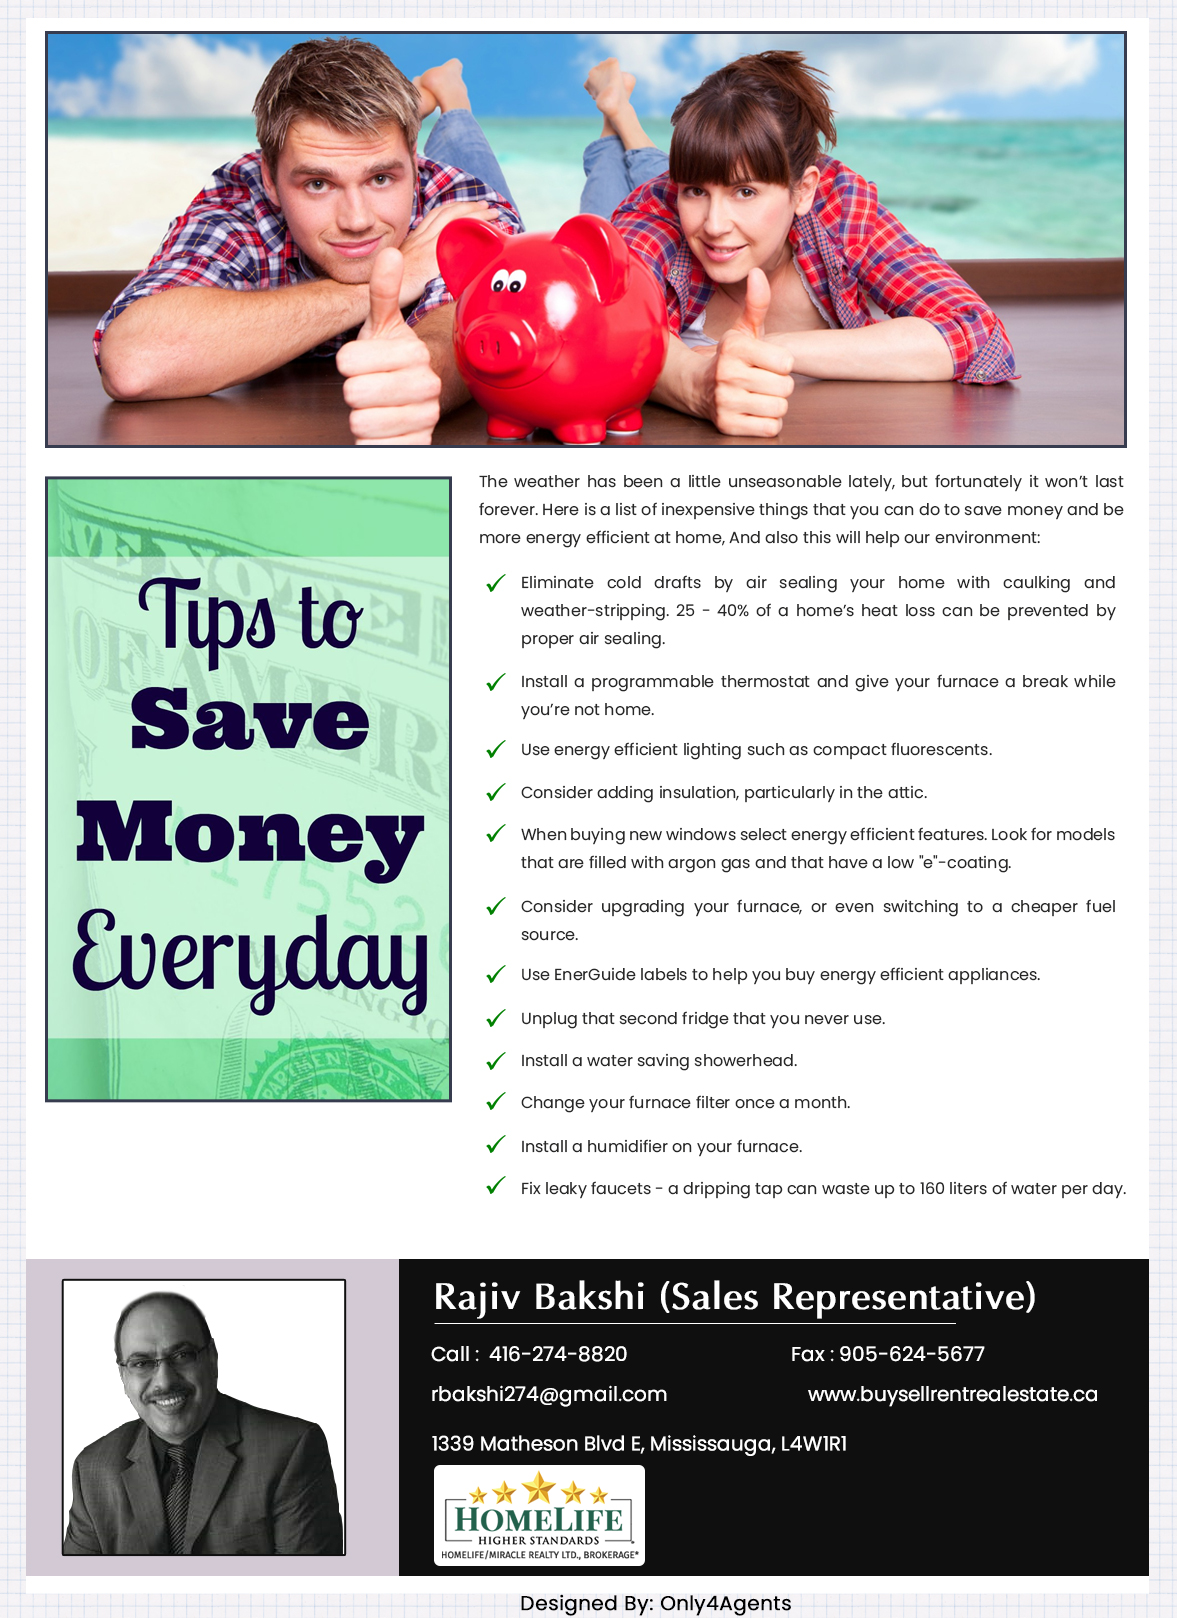 Tips to
Save
Money
Everyday
The weather has been a little unseasonable lately, but fortunately it won’t last
forever. Here is a list of inexpensive things that you can do to save money and be
more energy efficient at home, And also this will help our environment:
Eliminate cold drafts by air sealing your home with caulking and
weather-stripping. 25 - 40% of a home’s heat loss can be prevented by
proper air sealing.
Install a programmable thermostat and give your furnace a break while
you’re not home.
Use energy efficient lighting such as compact fluorescents.
Consider adding insulation, particularly in the attic.
When buying new windows select energy efficient features. Look for models
that are filled with argon gas and that have a low "e"-coating.
Consider upgrading your furnace, or even switching to a cheaper fuel
source.
Use EnerGuide labels to help you buy energy efficient appliances.
Unplug that second fridge that you never use.
Install a water saving showerhead.
Change your furnace filter once a month.
Install a humidifier on your furnace.
Fix leaky faucets - a dripping tap can waste up to 160 liters of water per day.
Rajiv Bakshi (Sales Representative)
Call : 416-274-8820
Fax : 905-624-5677
rbakshi274@gmail.com
www.buysellrentrealestate.ca
1339 Matheson Blvd E, Mississauga, L4W1R1
HOMELIFE
HIGHER STANDARDS
HOMELIFE/MIRACLE REALTY LTD., BROKERAGE*
Designed By: Only4Agents